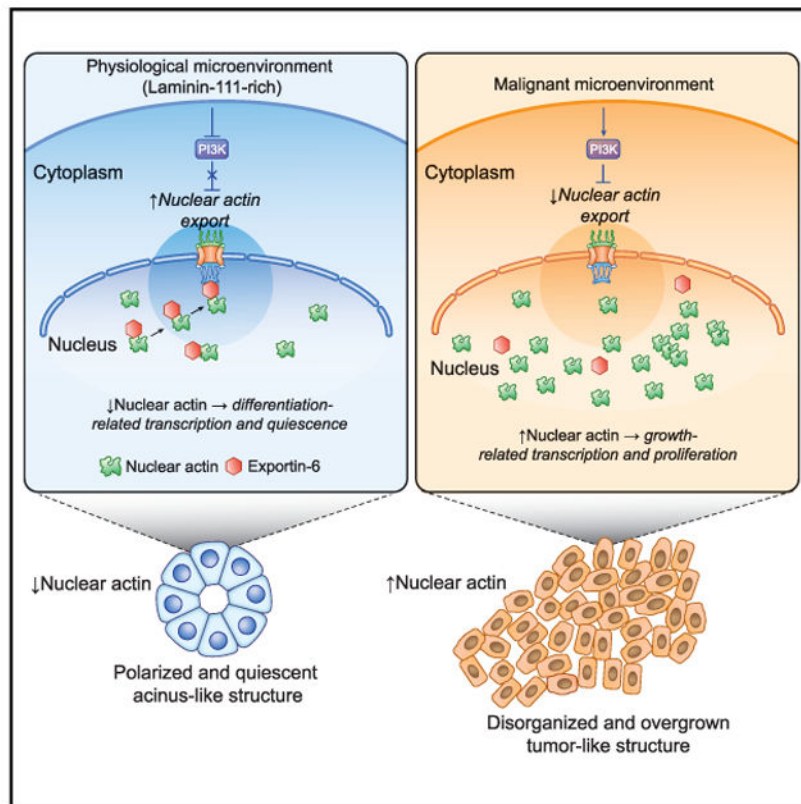 Physiological microenvironment
(Laminin-111-rich)
PI3K
Cytoplasm
↑Nuclear actin
export
Nucleus
↓Nuclear actin → differentiation-
related transcription and quiescence
Nuclear actin
Exportin-6
↓Nuclear actin
Polarized and quiescent
acinus-like structure
Malignant microenvironment
PI3K
Cytoplasm
↓Nuclear actin
export
Nucleus
↑Nuclear actin → growth-
related transcription and proliferation
↑Nuclear actin
Disorganized and overgrown
tumor-like structure